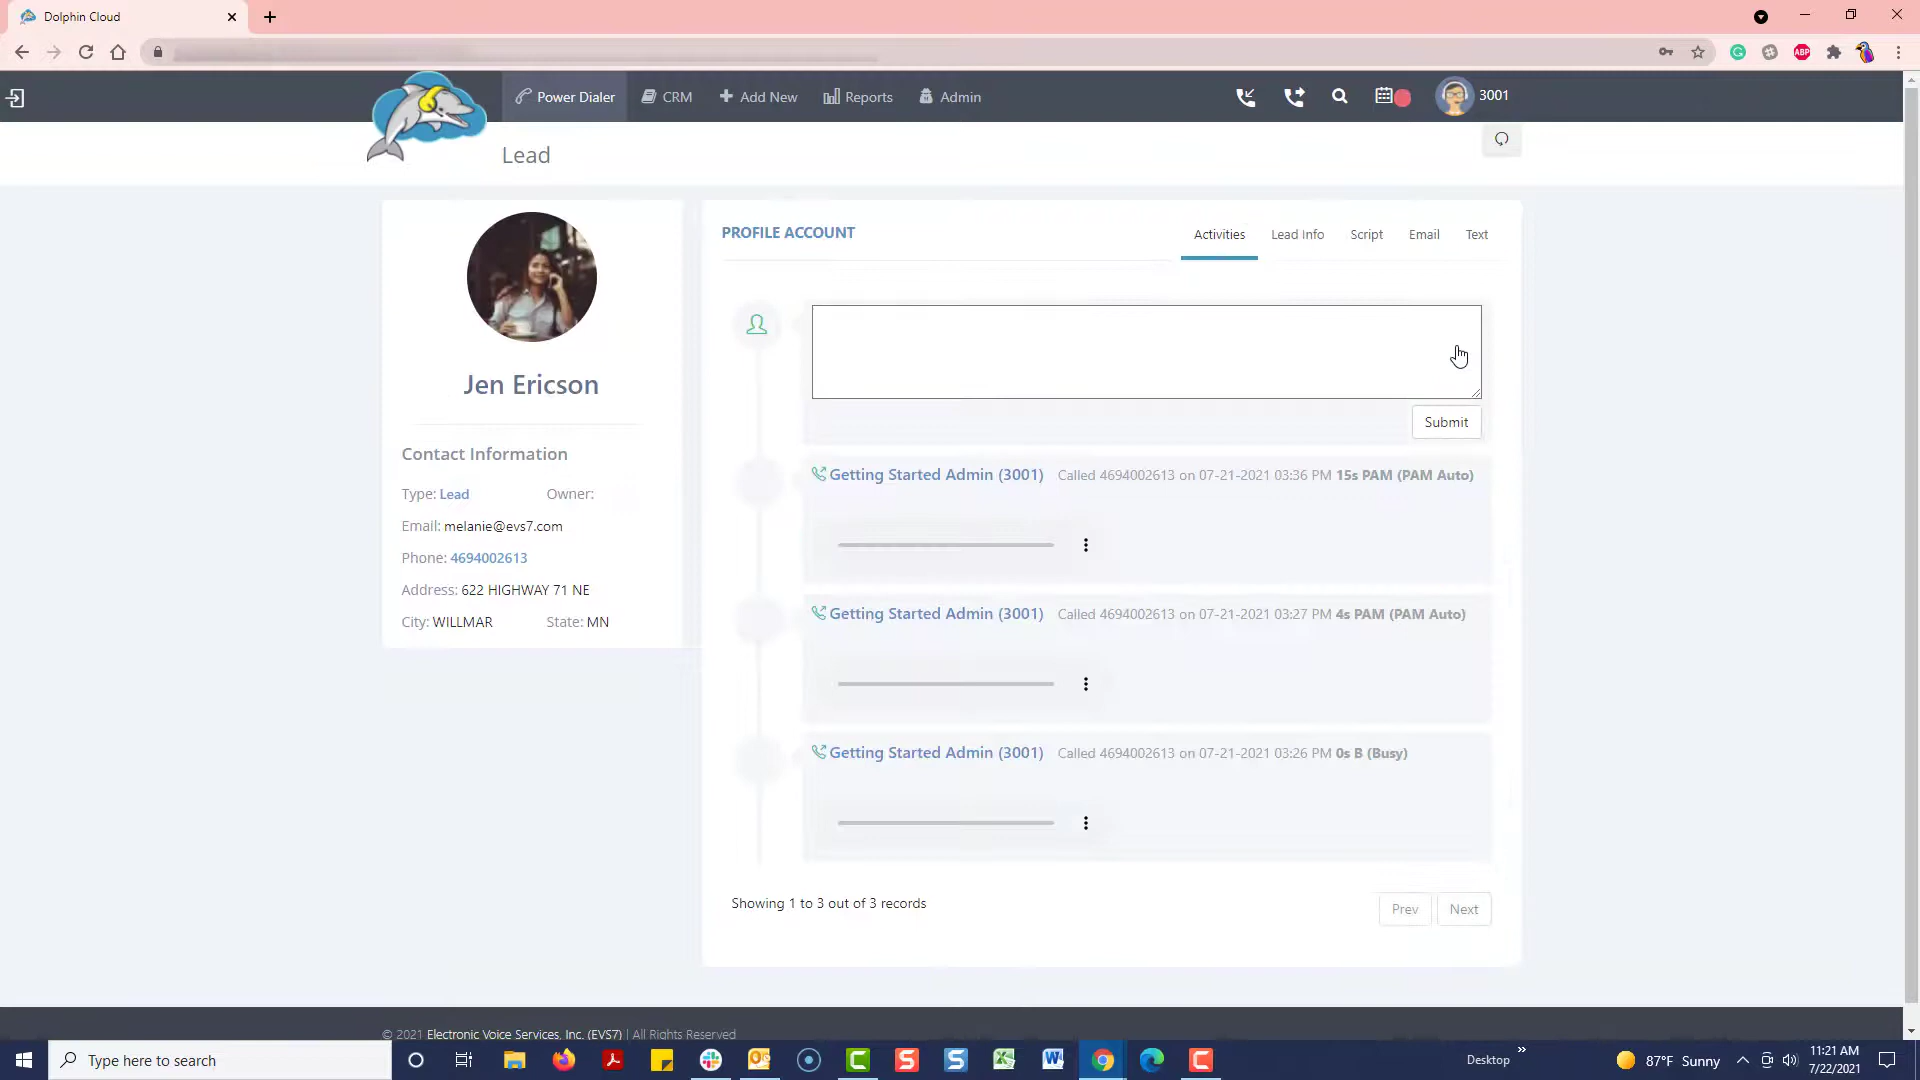 Dolphin Cloud
Power Dialer
CRM
Add New
Reports
Admin
3001
Lead
Jen Ericson
Contact Information
Type: Lead
Owner:
Email: melanie@evs7.com
Phone: 4694002613
Address: 622 HIGHWAY 71 NE
City: WILLMAR
State: MN
PROFILE ACCOUNT
Activities
Lead Info
Script
Email
Text
Submit
Getting Started Admin (3001) Called 4694002613 on 07-21-2021 03:36 PM 15s PAM (PAM Auto)
Getting Started Admin (3001) Called 4694002613 on 07-21-2021 03:27 PM 4s PAM (PAM Auto)
Getting Started Admin (3001) Called 4694002613 on 07-21-2021 03:26 PM 0s B (Busy)
Showing 1 to 3 out of 3 records
Prev
Next
© 2021 Electronic Voice Services, Inc. (EVS7) | All Rights Reserved
Type here to search
Desktop
87°F Sunny
11:21 AM
7/22/2021
ABP